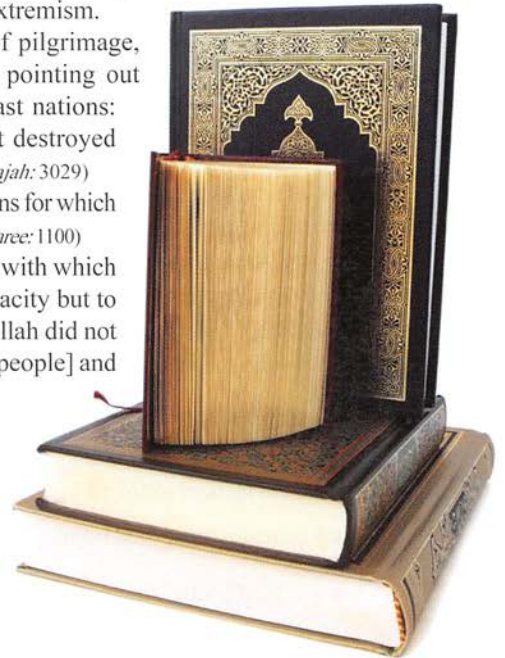 xtremism.
f pilgrimage,
pointing out
ast nations:
t destroyed
ajah: 3029)
ns for which
ree: 1100)
with which
acity but to
llah did not
people] and